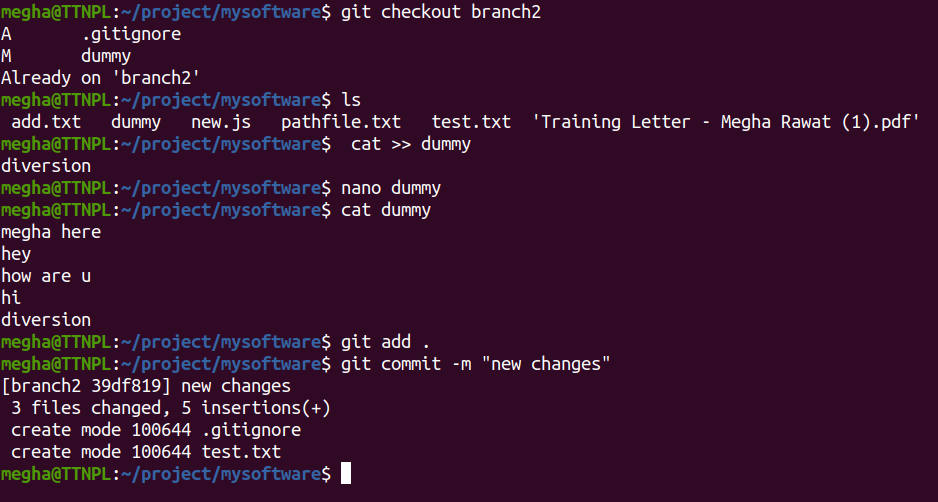 megha@TTNPL:~/project/mysoftware$ git checkout branch2
A       .gitignore
M       dummy
Already on 'branch2'
megha@TTNPL:~/project/mysoftware$ ls
 add.txt   dummy   new.js   pathfile.txt   test.txt  'Training Letter - Megha Rawat (1).pdf'
megha@TTNPL:~/project/mysoftware$  cat >> dummy
diversion
megha@TTNPL:~/project/mysoftware$ nano dummy
megha@TTNPL:~/project/mysoftware$ cat dummy
megha here
hey
how are u
hi
diversion
megha@TTNPL:~/project/mysoftware$ git add .
megha@TTNPL:~/project/mysoftware$ git commit -m "new changes"
[branch2 39df819] new changes
 3 files changed, 5 insertions(+)
 create mode 100644 .gitignore
 create mode 100644 test.txt
megha@TTNPL:~/project/mysoftware$